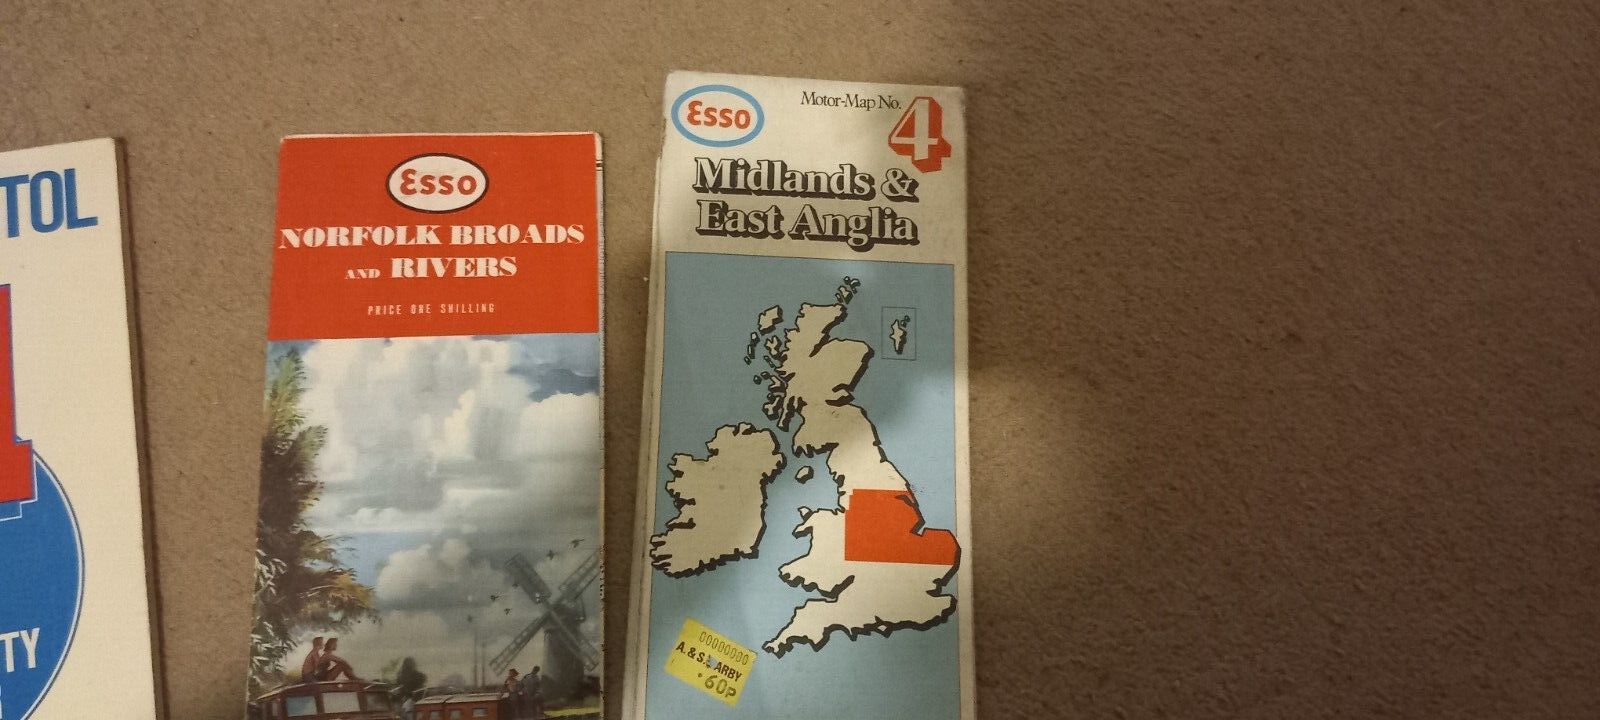 TOL
TY
Esso
NORFOLK BROADS
AND RIVERS
PRICE ONE SHILLING
Esso
Motor-Map No. 4
Midlands &
East Anglia
00000000
A. & S.
.60P